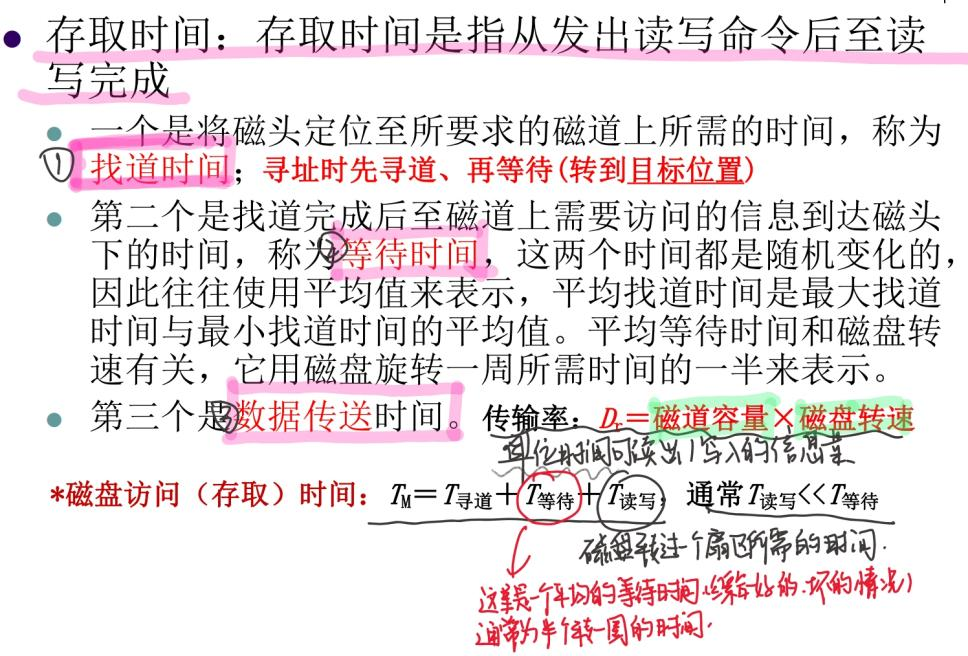 存取时间：存取时间是指从发出读写命令后至读
写完成
一个是将磁头定位至所要求的磁道上所需的时间，称为
①找道时间；寻址时先寻道、再等待(转到目标位置)
第二个是找道完成后至磁道上需要访问的信息到达磁头
下的时间，称为②等待时间，这两个时间都是随机变化的，
因此往往使用平均值来表示，平均找道时间是最大找道
时间与最小找道时间的平均值。平均等待时间和磁盘转
速有关，它用磁盘旋转一周所需时间的一半来表示。
第三个是③数据传送时间。传输率：Dr＝磁道容量×磁盘转速
单位时间可读出/写入的信息量
*磁盘访问（存取）时间：TM＝T寻道＋T等待＋T读写，通常T读写<<T等待
磁盘转过一个扇区所需的时间.
这里是一个平均的等待时间(综合好的.坏的情况)
通常为半个转一圈的时间.